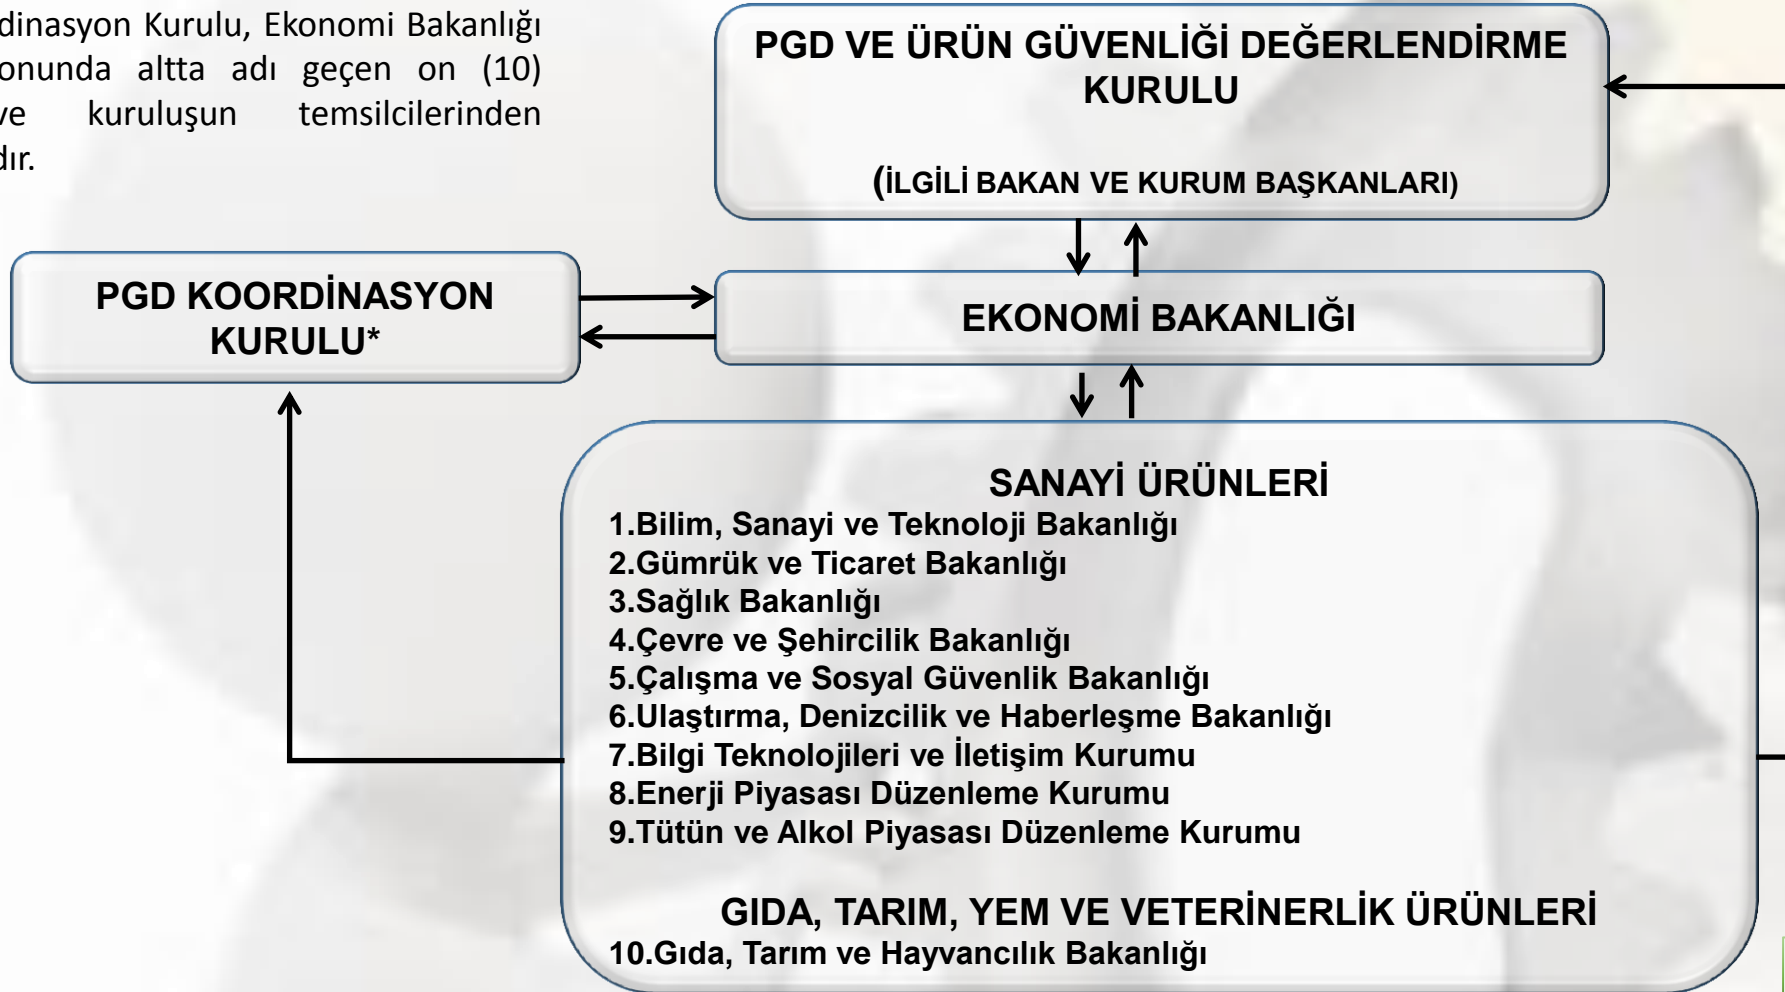 dinasyon Kurulu, Ekonomi Bakanlığı
onunda altta adı geçen on (10)
ve kuruluşun temsilcilerinden
dır.
PGD VE ÜRÜN GÜVENLİĞİ DEĞERLENDİRME
KURULU
(İLGİLİ BAKAN VE KURUM BAŞKANLARI)
PGD KOORDİNASYON
KURULU*
EKONOMİ BAKANLIĞI
SANAYİ ÜRÜNLERİ
1.Bilim, Sanayi ve Teknoloji Bakanlığı
2.Gümrük ve Ticaret Bakanlığı
3.Sağlık Bakanlığı
4.Çevre ve Şehircilik Bakanlığı
5.Çalışma ve Sosyal Güvenlik Bakanlığı
6.Ulaştırma, Denizcilik ve Haberleşme Bakanlığı
7.Bilgi Teknolojileri ve İletişim Kurumu
8.Enerji Piyasası Düzenleme Kurumu
9.Tütün ve Alkol Piyasası Düzenleme Kurumu
GIDA, TARIM, YEM VE VETERİNERLİK ÜRÜNLERİ
10.Gıda, Tarım ve Hayvancılık Bakanlığı